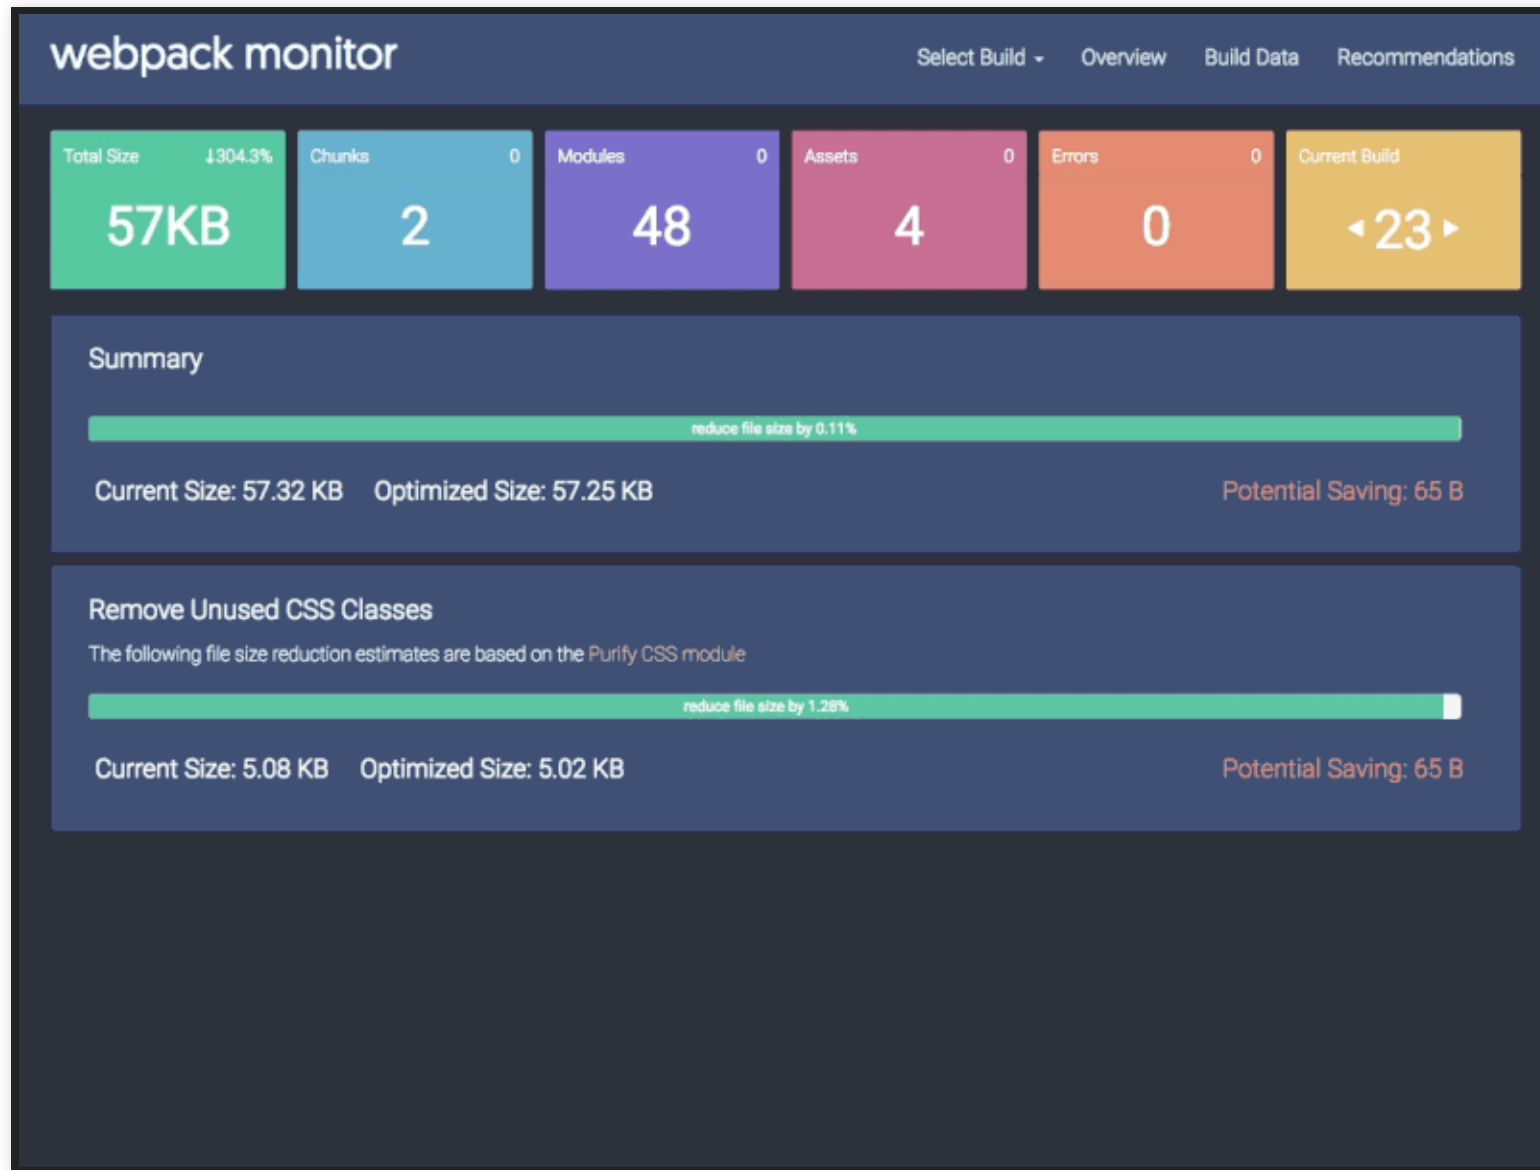 webpack monitor
Select Build Overview Build Data Recommendations
Total Size ↓304.3% Chunks 0 Modules 0 Assets 0 Errors 0 Current Build
57KB 2 48 4 0 ◀ 23 ▶
Summary
reduce file size by 0.11%
Current Size: 57.32 KB Optimized Size: 57.25 KB Potential Saving: 65 B
Remove Unused CSS Classes
The following file size reduction estimates are based on the Purify CSS module
reduce file size by 1.28%
Current Size: 5.08 KB Optimized Size: 5.02 KB Potential Saving: 65 B